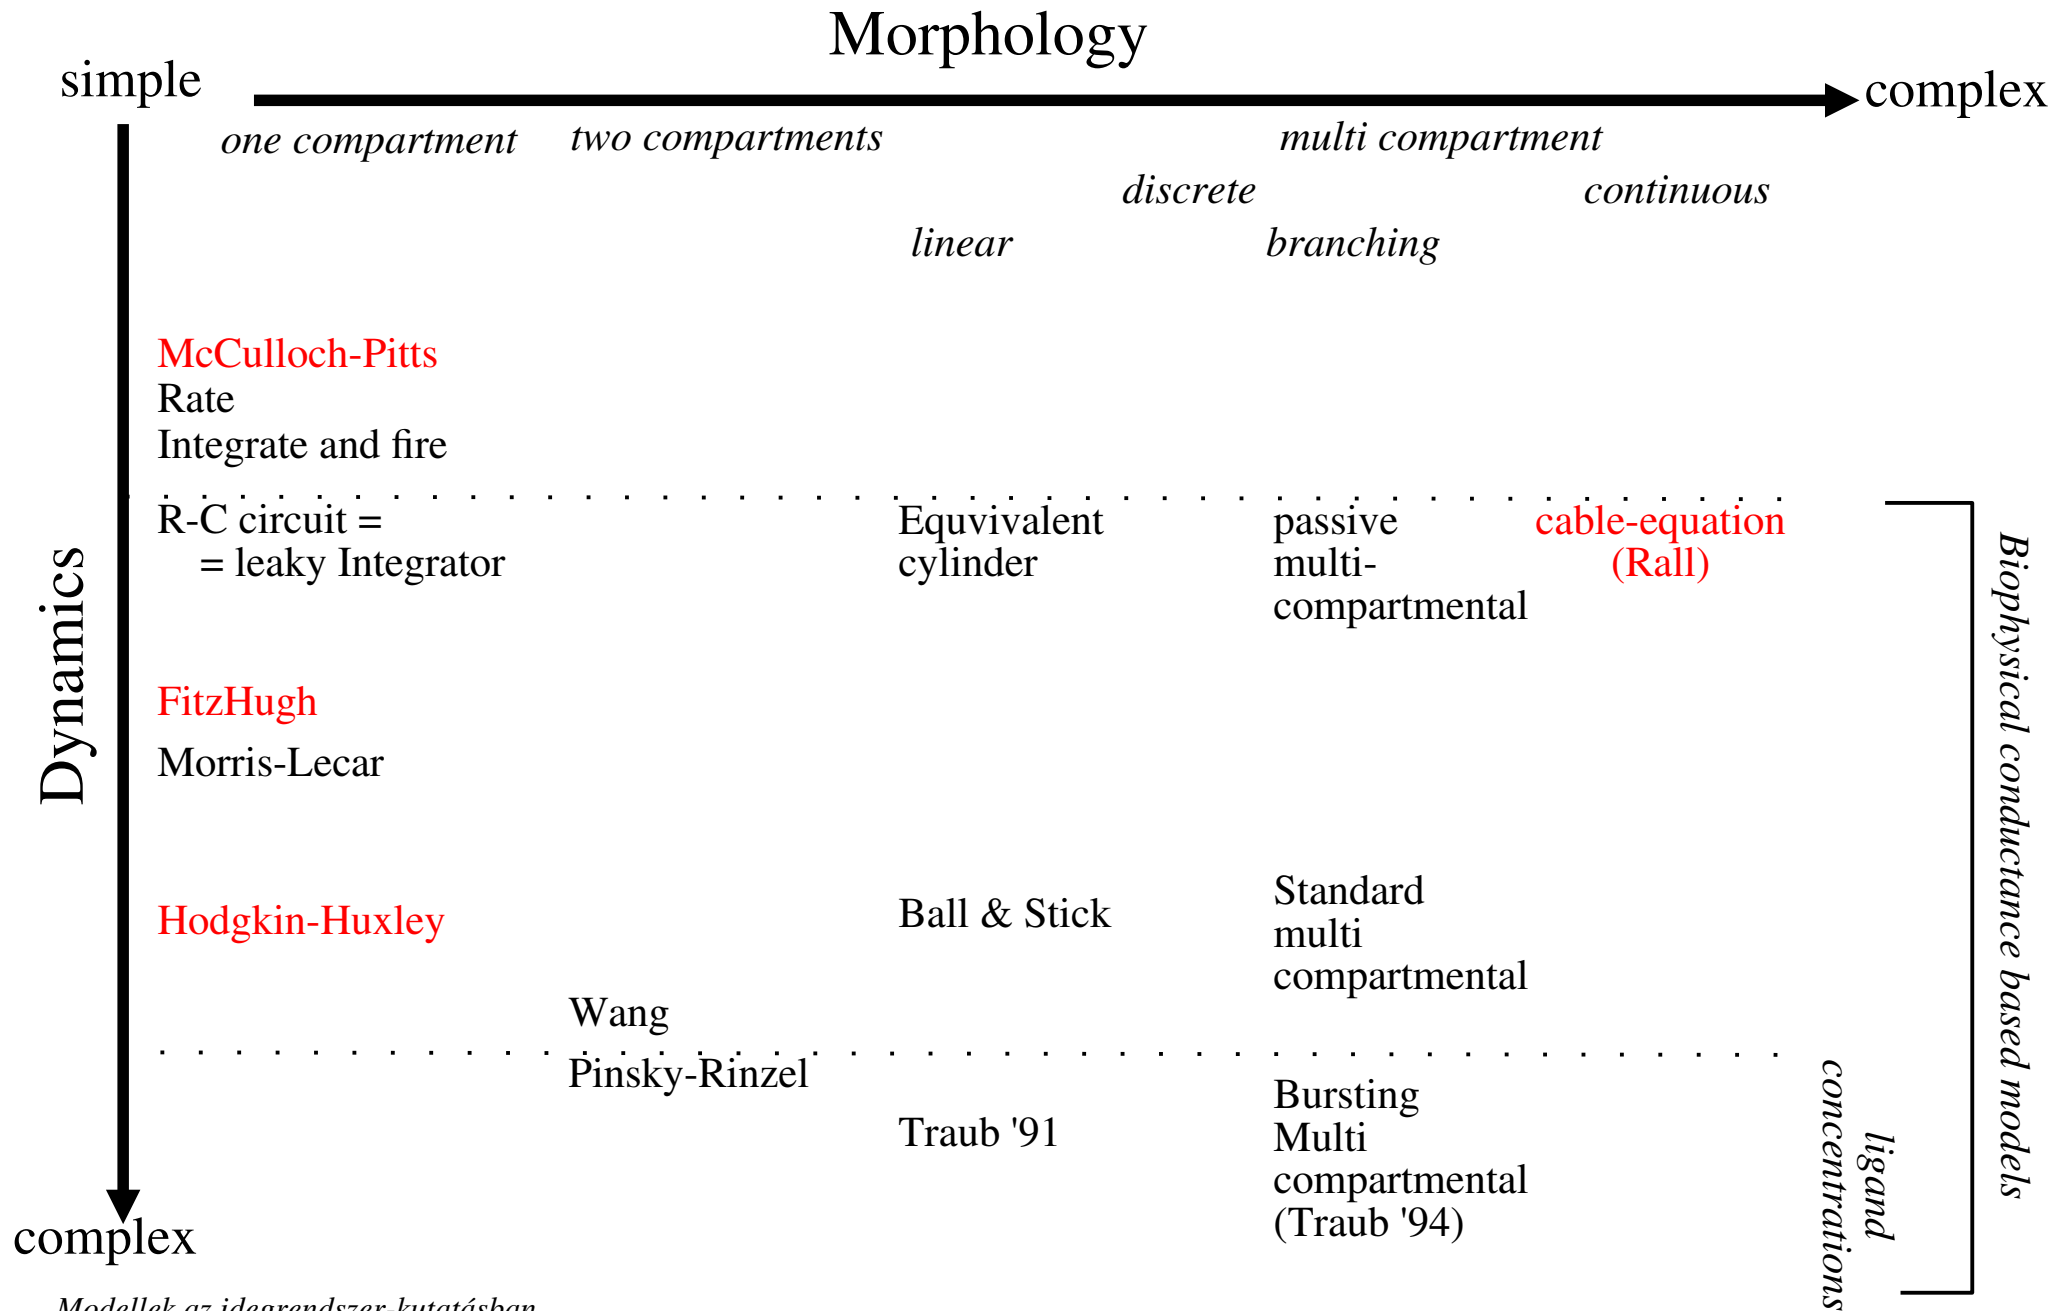 Morphology
simple
complex
one compartment
two compartments
multi compartment
discrete
continuous
linear
branching
McCulloch-Pitts
Rate
Integrate and fire
R-C circuit =
= leaky Integrator
Equvivalent
cylinder
passive
multi-
compartmental
cable-equation
(Rall)
Dynamics
FitzHugh
Morris-Lecar
Hodgkin-Huxley
Ball & Stick
Standard
multi
compartmental
Wang
Pinsky-Rinzel
Traub '91
Bursting
Multi
compartmental
(Traub '94)
ligand
concentrations
Biophysical conductance based models
complex
Modellek az idegrendszer-kutatásban